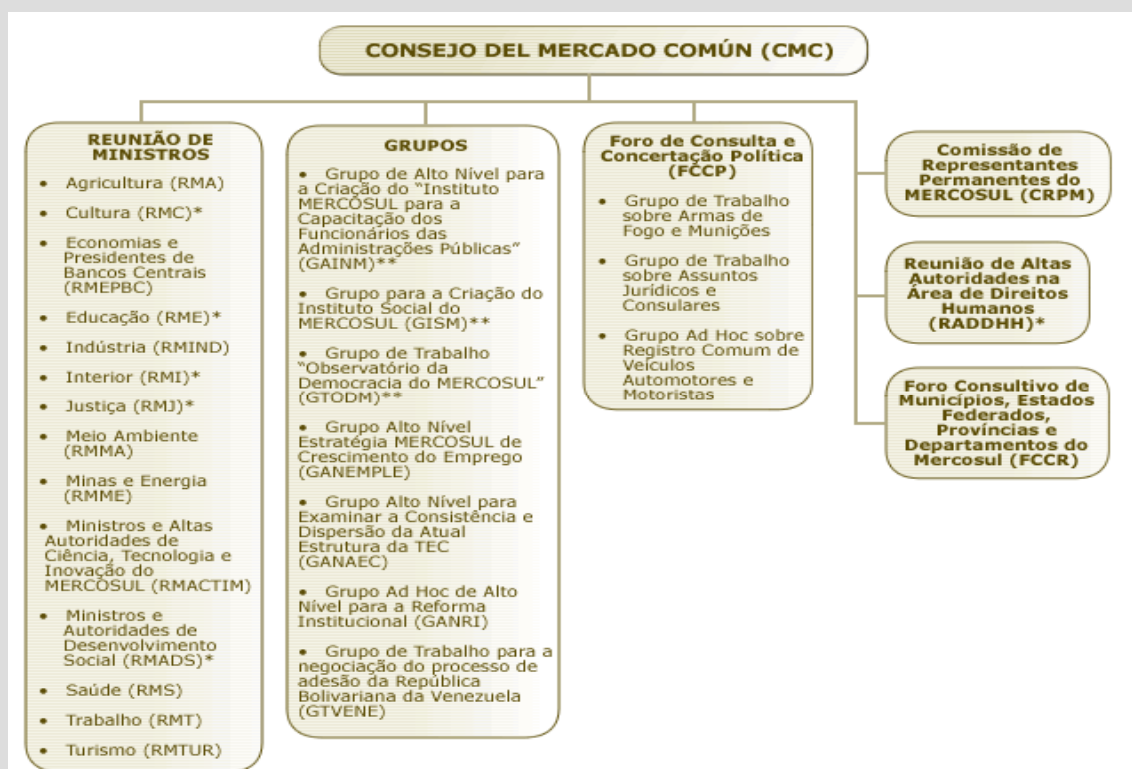 CONSEJO DEL MERCADO COMÚN (CMC)
REUNIÃO DE
MINISTROS
• Agricultura (RMA)
• Cultura (RMC)*
• Economias e
Presidentes de
Bancos Centrais
(RMEPBC)
• Educação (RME)*
• Indústria (RMIND)
• Interior (RMI)*
• Justiça (RMJ)*
• Meio Ambiente
(RMMA)
• Minas e Energia
(RMME)
• Ministros e Altas
Autoridades de
Ciência, Tecnologia e
Inovação do
MERCOSUL (RMACTIM)
• Ministros e
Autoridades de
Desenvolvimento
Social (RMADS)*
• Saúde (RMS)
• Trabalho (RMT)
• Turismo (RMTUR)
GRUPOS
• Grupo de Alto Nível para
a Criação do “Instituto
MERCOSUL para a
Capacitação dos
Funcionários das
Administrações Públicas”
(GAINM)**
• Grupo para a Criação do
Instituto Social do
MERCOSUL (GISM)**
• Grupo de Trabalho
“Observatório da
Democracia do MERCOSUL”
(GTODM)**
• Grupo Alto Nível
Estratégia MERCOSUL de
Crescimento do Emprego
(GANEMPLE)
• Grupo Alto Nível para
Examinar a Consistência e
Dispersão da Atual
Estrutura da TEC
(GANAEC)
• Grupo Ad Hoc de Alto
Nível para a Reforma
Institucional (GANRI)
• Grupo de Trabalho para a
negociação do processo de
adesão da República
Bolivariana da Venezuela
(GTVENE)
Foro de Consulta e
Concertação Política
(FCCP)
• Grupo de Trabalho
sobre Armas de
Fogo e Munições
• Grupo de Trabalho
sobre Assuntos
Jurídicos e
Consulares
• Grupo Ad Hoc sobre
Registro Comum de
Veículos
Automotores e
Motoristas
Comissão de
Representantes
Permanentes do
MERCOSUL (CRPM)
Reunião de Altas
Autoridades na
Área de Direitos
Humanos
(RADDHH)*
Foro Consultivo de
Municípios, Estados
Federados,
Províncias e
Departamentos do
Mercosul (FCCR)